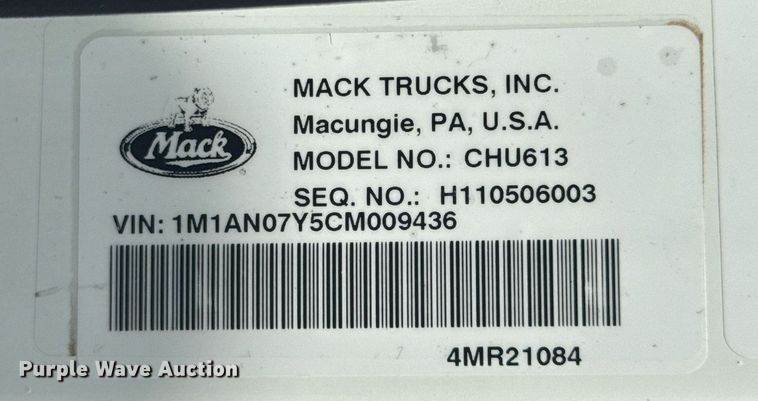 MACK TRUCKS, INC.
Macungie, PA, U.S.A.
Mack
MODEL NO.: CHU613
SEQ. NO.: H110506003
VIN: 1M1AN07Y5CM009436
4MR21084
Purple Wave Auction